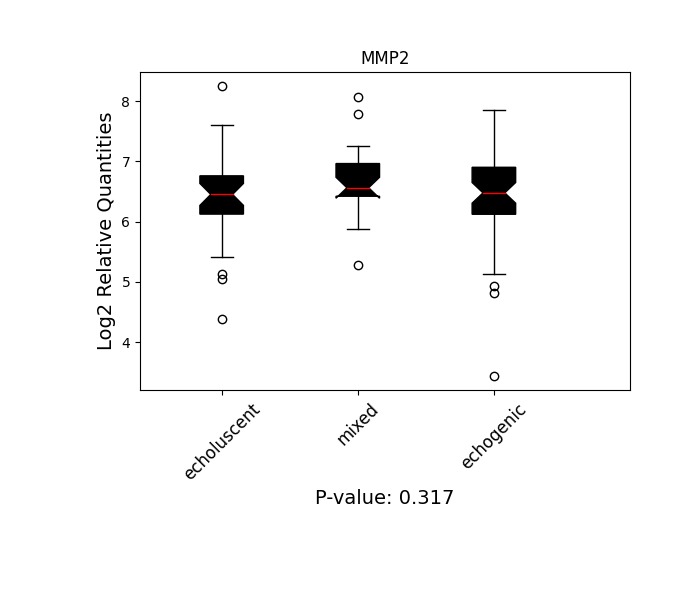 MMP2
Log2 Relative Quantities
8
7
6
5
4
echoluscent
mixed
echogenic
P-value: 0.317